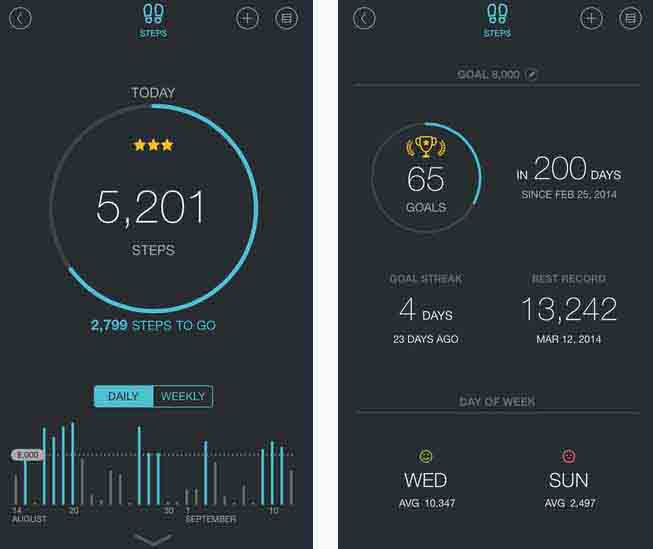 STEPS
TODAY
5,201
STEPS
2,799 STEPS TO GO
DAILY WEEKLY
8,000
14 20 30 1 10
AUGUST SEPTEMBER
STEPS
GOAL 8,000
65
GOALS
IN 200 DAYS
SINCE FEB 25, 2014
GOAL STREAK
4 DAYS
23 DAYS AGO
BEST RECORD
13,242
MAR 12, 2014
DAY OF WEEK
WED
AVG 10,347
SUN
AVG 2,497